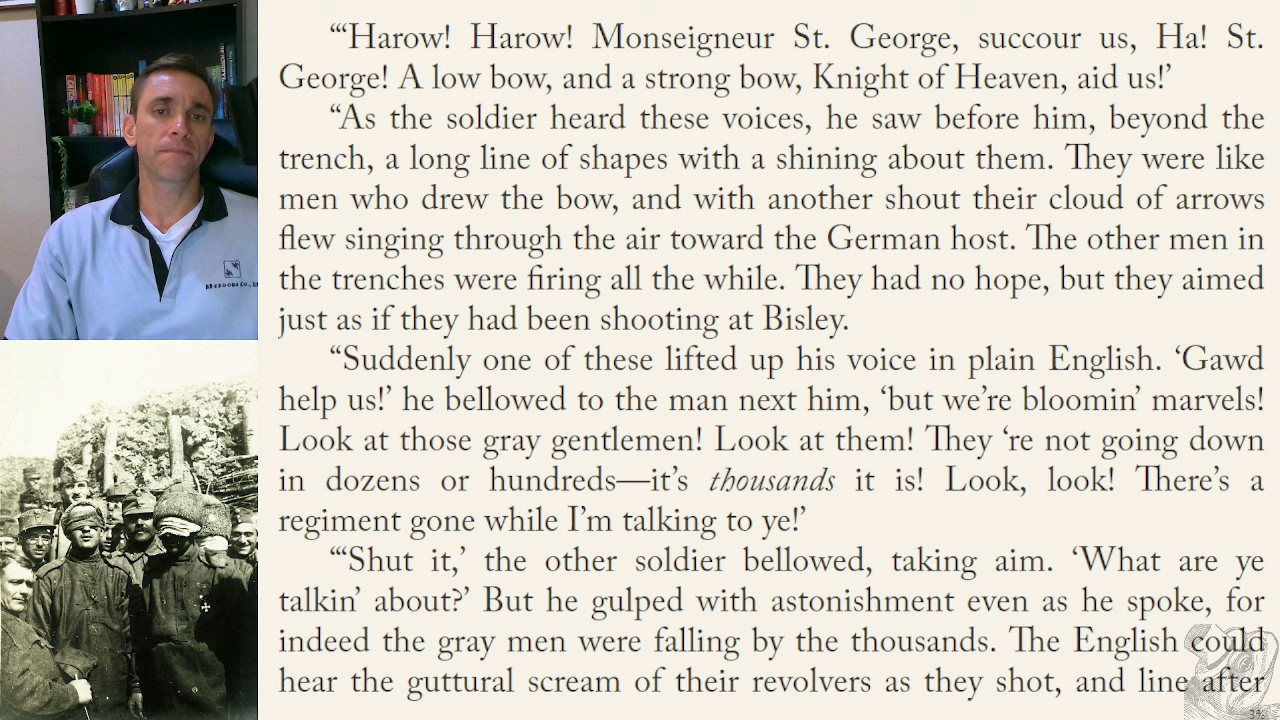 “‘Harow! Harow! Monseigneur St. George, succour us, Ha! St.
George! A low bow, and a strong bow, Knight of Heaven, aid us!’
“As the soldier heard these voices, he saw before him, beyond the
trench, a long line of shapes with a shining about them. They were like
men who drew the bow, and with another shout their cloud of arrows
flew singing through the air toward the German host. The other men in
the trenches were firing all the while. They had no hope, but they aimed
just as if they had been shooting at Bisley.
“Suddenly one of these lifted up his voice in plain English. ‘Gawd
help us!’ he bellowed to the man next him, ‘but we’re bloomin’ marvels!
Look at those gray gentlemen! Look at them! They ‘re not going down
in dozens or hundreds—it’s thousands it is! Look, look! There’s a
regiment gone while I’m talking to ye!’
“‘Shut it,’ the other soldier bellowed, taking aim. ‘What are ye
talkin’ about?’ But he gulped with astonishment even as he spoke, for
indeed the gray men were falling by the thousands. The English could
hear the guttural scream of their revolvers as they shot, and line after
3%